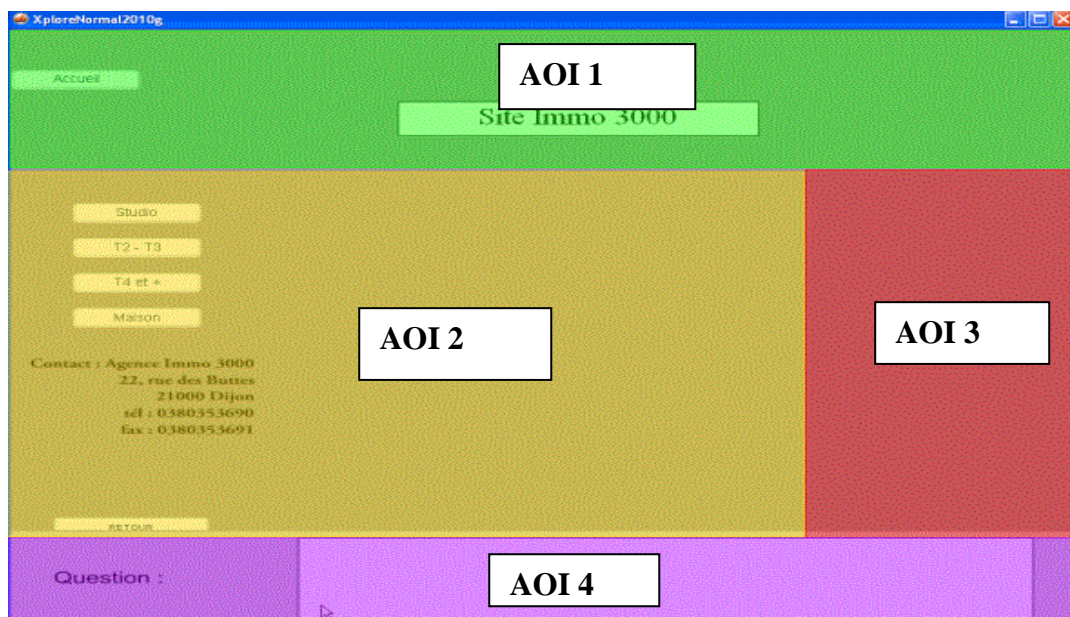 XploreNormal2010g
AOI 1
Accueil
Site Immo 3000
Studio
T2 - T3
T4 et +
Maison
AOI 2
AOI 3
Contact : Agence Immo 3000
22, rue des Buttes
21000 Dijon
tél : 0380353690
fax : 0380353691
RETOUR
Question :
AOI 4